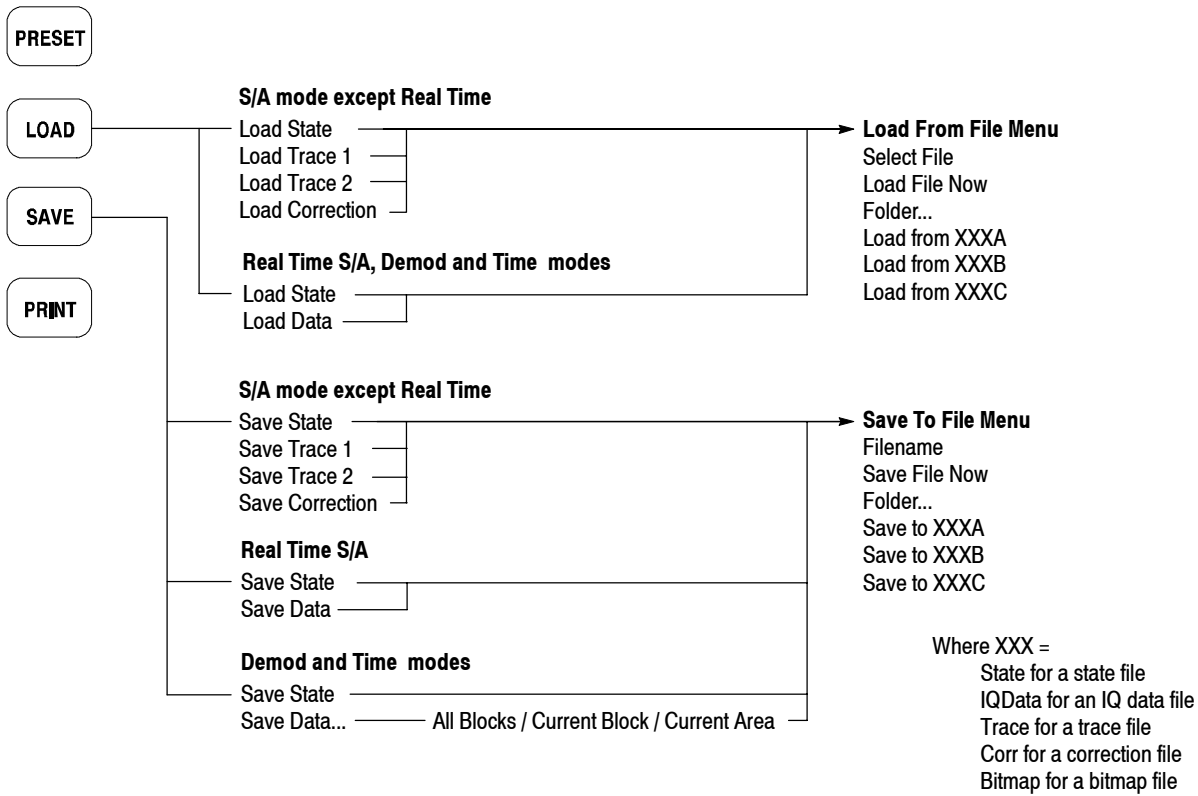 PRESET
LOAD
SAVE
PRINT
S/A mode except Real Time
Load State
Load Trace 1
Load Trace 2
Load Correction
Real Time S/A, Demod and Time modes
Load State
Load Data
Load From File Menu
Select File
Load File Now
Folder...
Load from XXXA
Load from XXXB
Load from XXXC
S/A mode except Real Time
Save State
Save Trace 1
Save Trace 2
Save Correction
Real Time S/A
Save State
Save Data
Demod and Time modes
Save State
Save Data... All Blocks / Current Block / Current Area
Save To File Menu
Filename
Save File Now
Folder...
Save to XXXA
Save to XXXB
Save to XXXC
Where XXX =
State for a state file
IQData for an IQ data file
Trace for a trace file
Corr for a correction file
Bitmap for a bitmap file